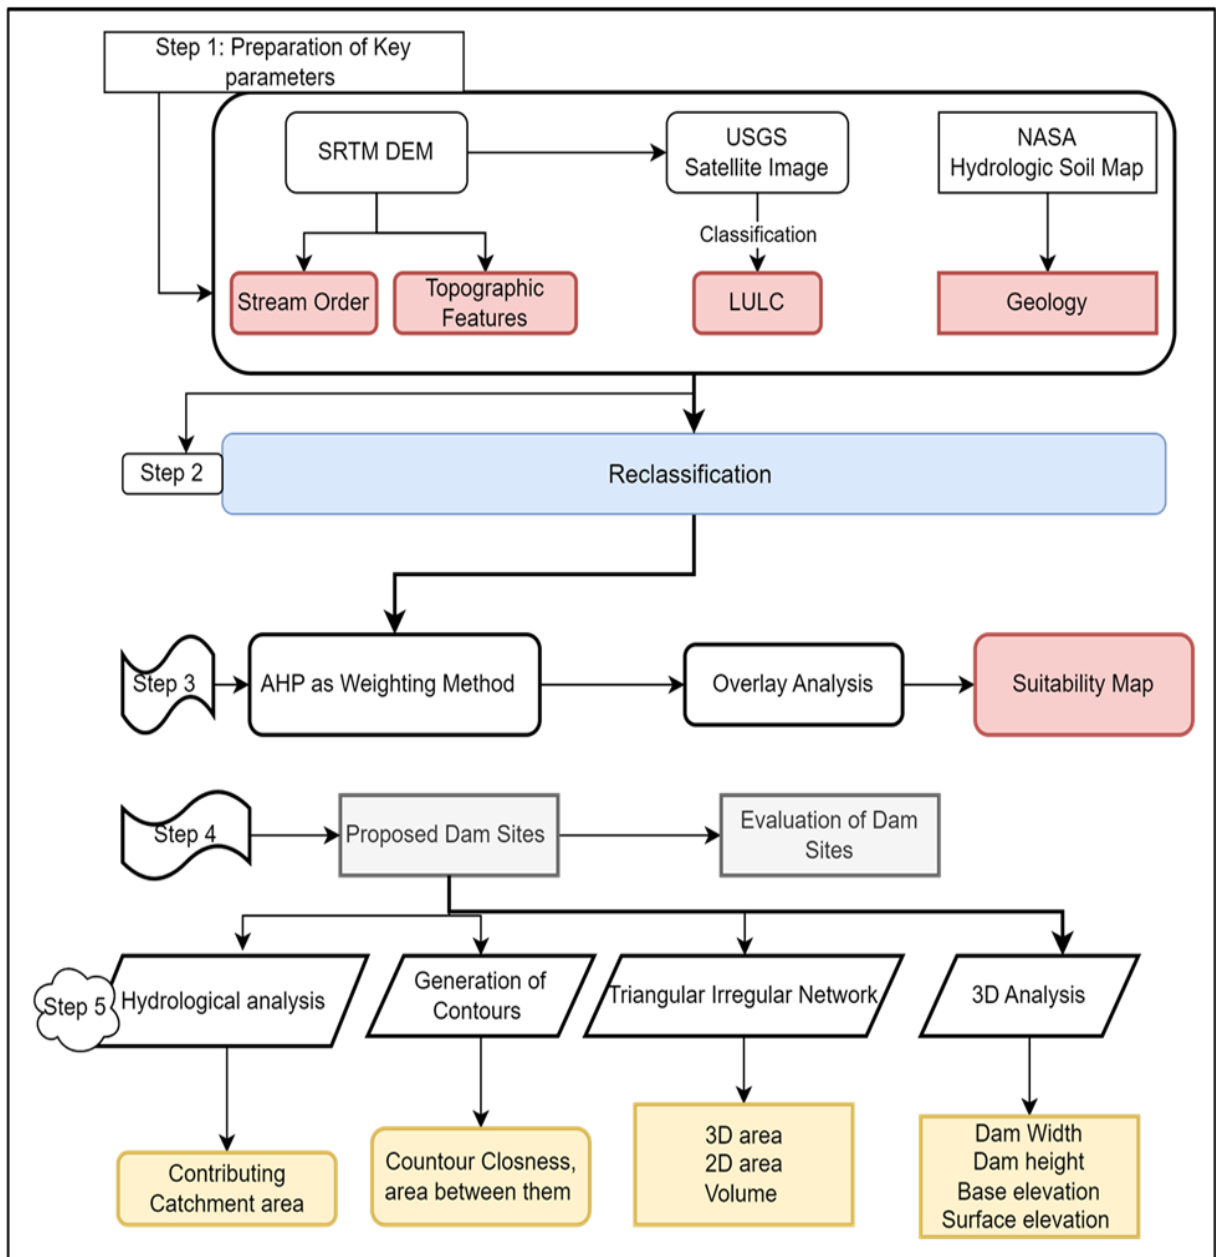 Step 1: Preparation of Key
parameters
SRTM DEM
USGS
Satellite Image
NASA
Hydrologic Soil Map
Classification
Stream Order
Topographic
Features
LULC
Geology
Step 2
Reclassification
Step 3
AHP as Weighting Method
Overlay Analysis
Suitability Map
Step 4
Proposed Dam Sites
Evaluation of Dam
Sites
Step 5
Hydrological analysis
Generation of
Contours
Triangular Irregular Network
3D Analysis
Contributing
Catchment area
Countour Closness,
area between them
3D area
2D area
Volume
Dam Width
Dam height
Base elevation
Surface elevation